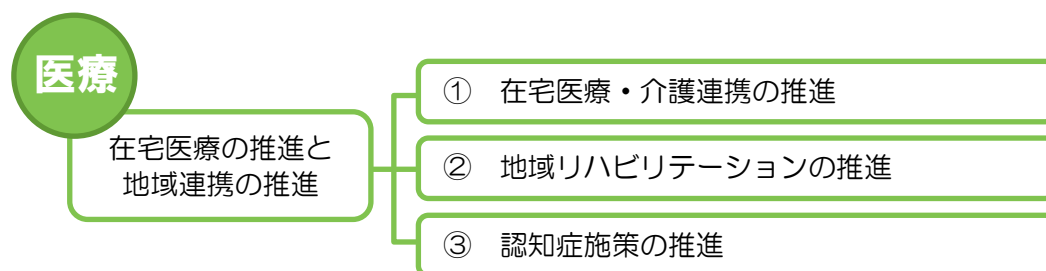 医療
在宅医療の推進と
地域連携の推進
① 在宅医療・介護連携の推進
② 地域リハビリテーションの推進
③ 認知症施策の推進